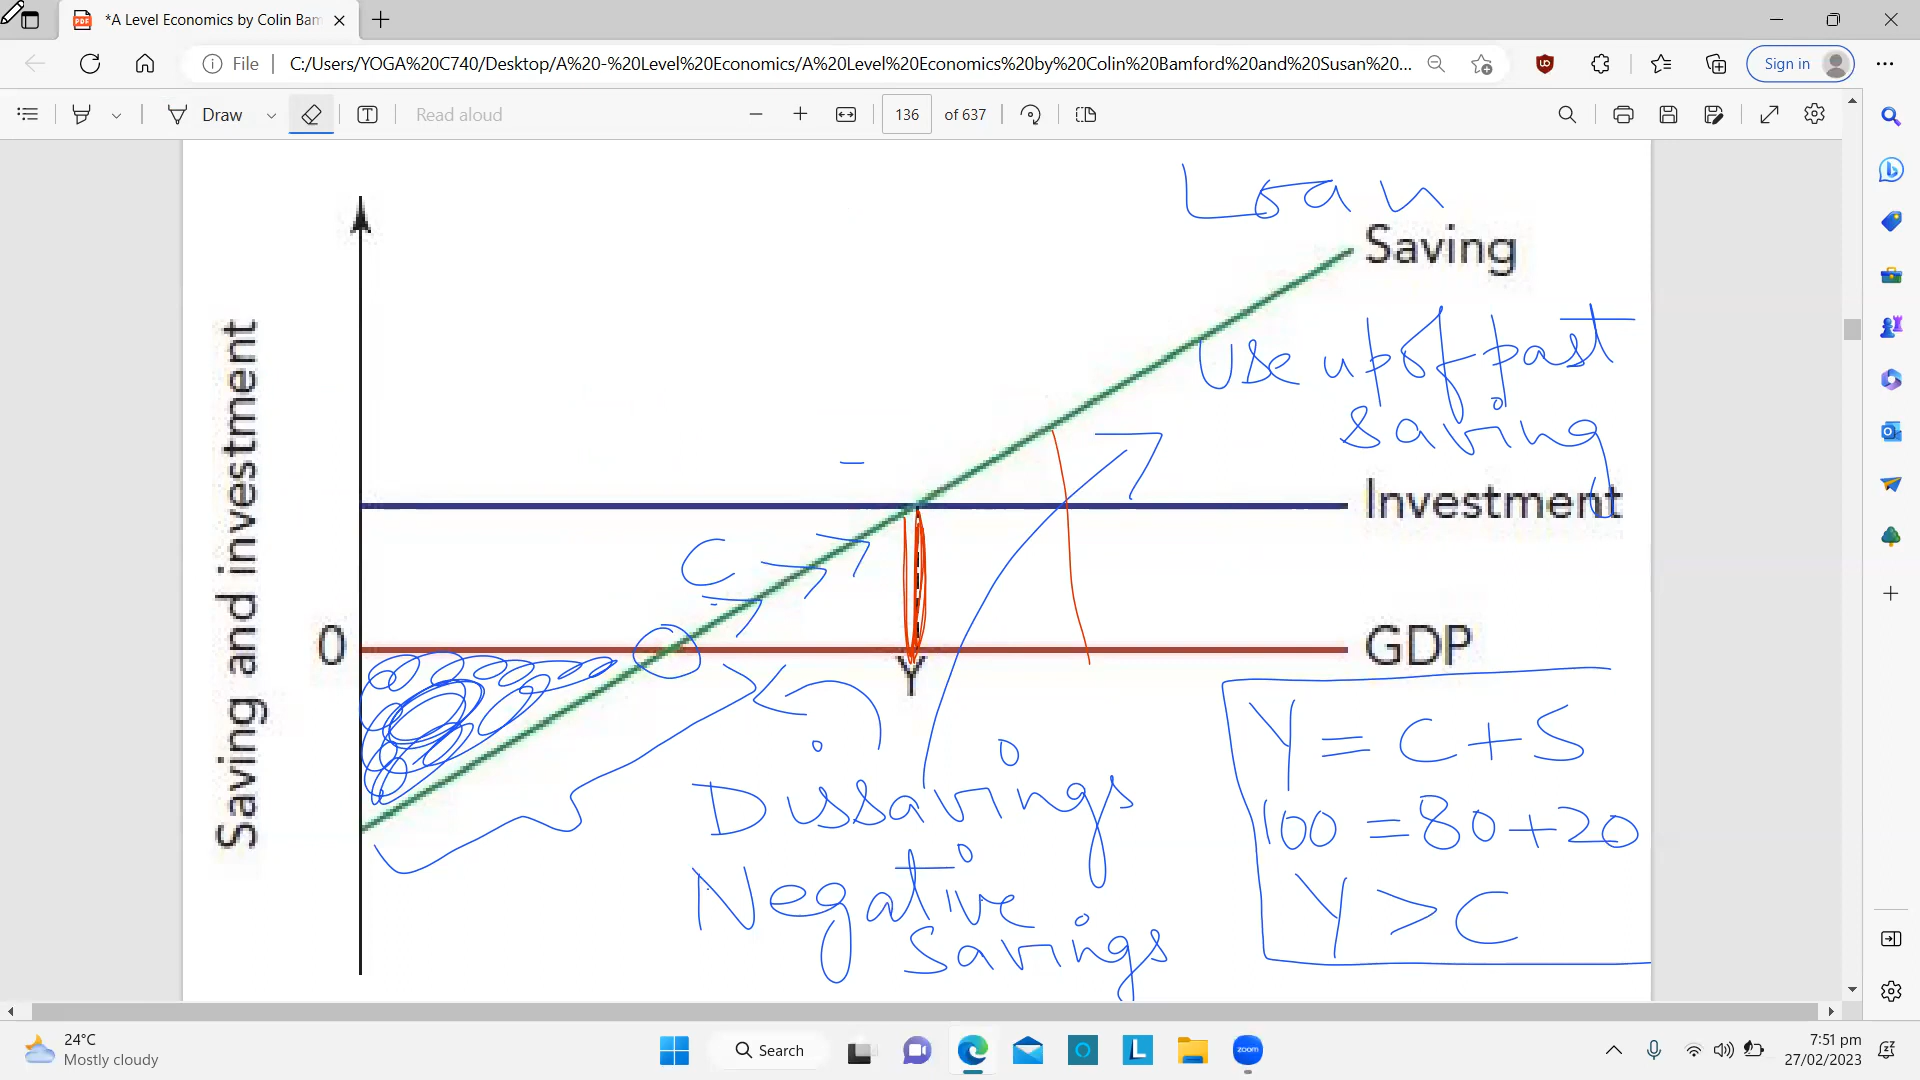 *A Level Economics by Colin Bam
File
C:/Users/YOGA%20C740/Desktop/A%20-%20Level%20Economics/A%20Level%20Economics%20by%20Colin%20Bamford%20and%20Susan%20...
Sign in
Draw
Read aloud
136 of 637
Loan
Saving
Use up of past
saving
Investment
Saving and investment
C
0
GDP
Y
Y = C + S
Dissavings
100 = 80 + 20
Negative
Y > C
Savings
24°C
Mostly cloudy
Search
zoom
7:51 pm
27/02/2023